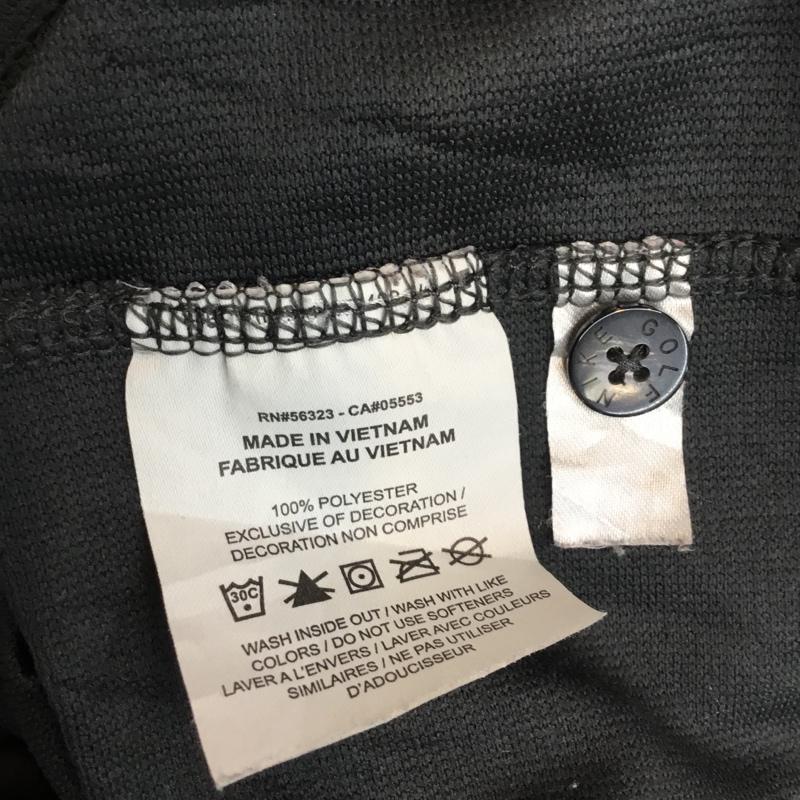 RN#56323 - CA#05553
MADE IN VIETNAM
FABRIQUE AU VIETNAM
100% POLYESTER
EXCLUSIVE OF DECORATION /
DECORATION NON COMPRISE
30C
WASH INSIDE OUT / WASH WITH LIKE
COLORS / DO NOT USE SOFTENERS
LAVER A L'ENVERS / LAVER AVEC COULEURS
SIMILAIRES / NE PAS UTILISER
D'ADOUCISSEUR
NIKE GOLF